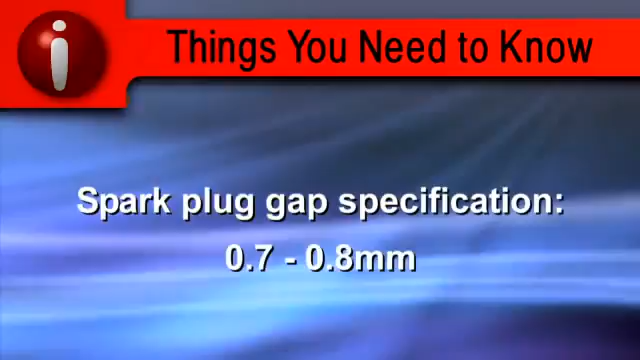 i
Things You Need to Know
Spark plug gap specification:
0.7 - 0.8mm